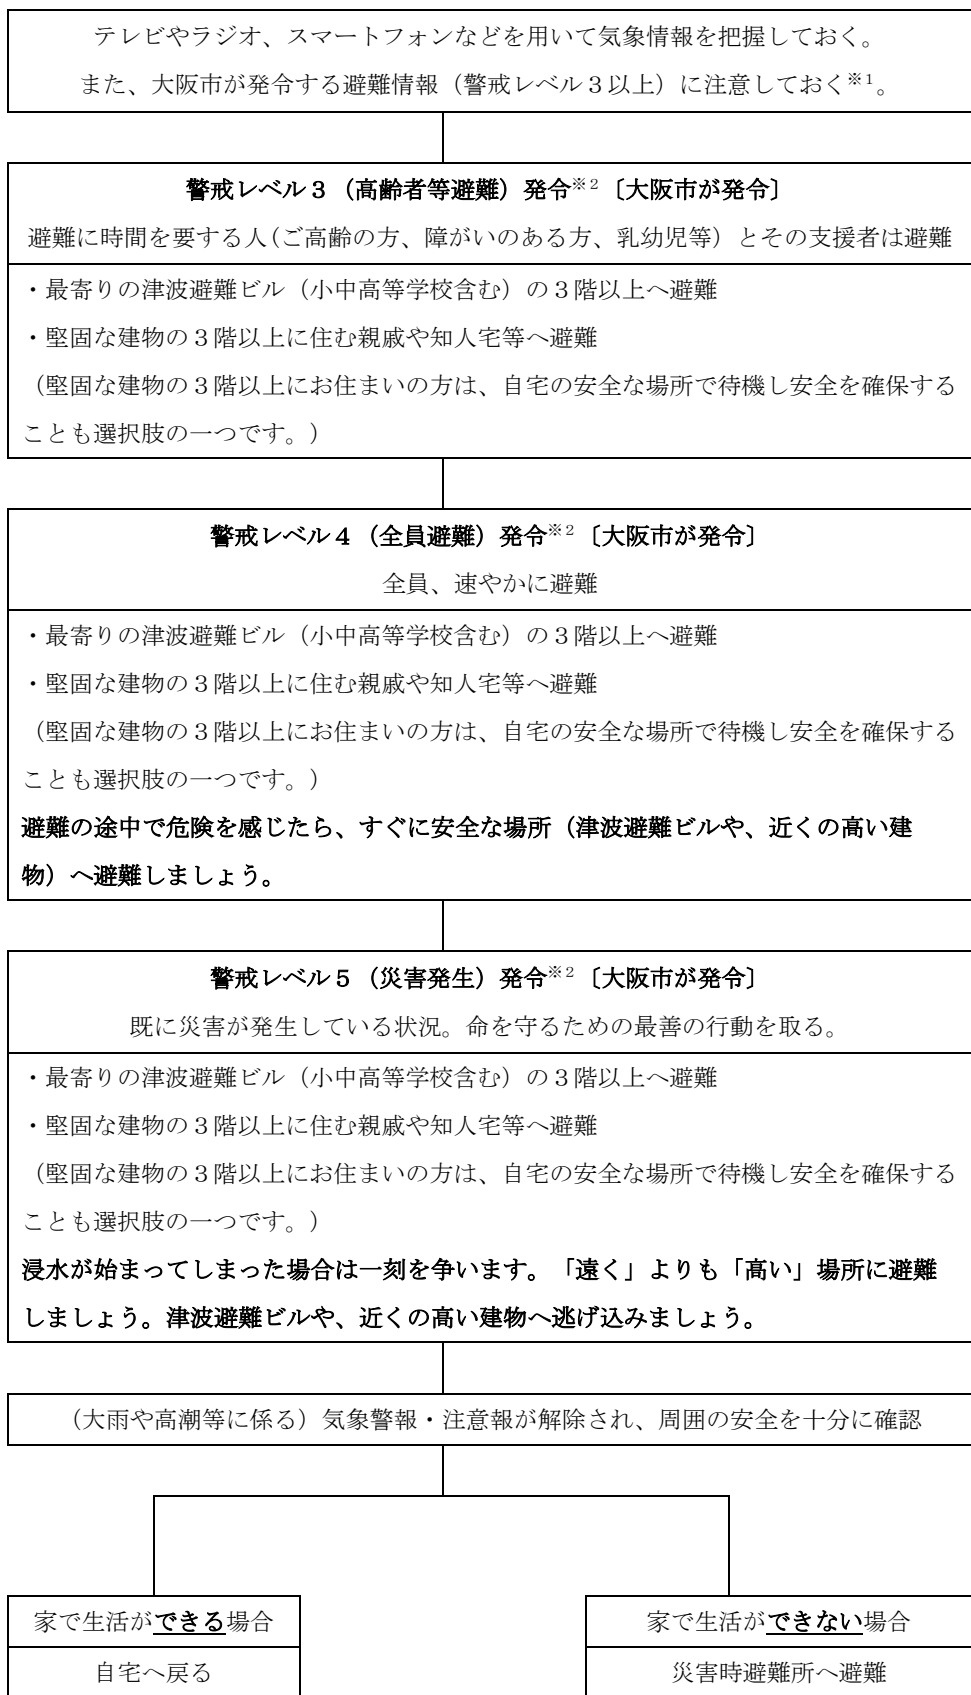 テレビやラジオ、スマートフォンなどを用いて気象情報を把握しておく。
また、大阪市が発令する避難情報（警戒レベル３以上）に注意しておく※1。
警戒レベル３（高齢者等避難）発令※2〔大阪市が発令〕
避難に時間を要する人（ご高齢の方、障がいのある方、乳幼児等）とその支援者は避難
・最寄りの津波避難ビル（小中高等学校含む）の３階以上へ避難
・堅固な建物の３階以上に住む親戚や知人宅等へ避難
（堅固な建物の３階以上にお住まいの方は、自宅の安全な場所で待機し安全を確保する
ことも選択肢の一つです。）
警戒レベル４（全員避難）発令※2〔大阪市が発令〕
全員、速やかに避難
・最寄りの津波避難ビル（小中高等学校含む）の３階以上へ避難
・堅固な建物の３階以上に住む親戚や知人宅等へ避難
（堅固な建物の３階以上にお住まいの方は、自宅の安全な場所で待機し安全を確保する
ことも選択肢の一つです。）
避難の途中で危険を感じたら、すぐに安全な場所（津波避難ビルや、近くの高い建
物）へ避難しましょう。
警戒レベル５（災害発生）発令※2〔大阪市が発令〕
既に災害が発生している状況。命を守るための最善の行動を取る。
・最寄りの津波避難ビル（小中高等学校含む）の３階以上へ避難
・堅固な建物の３階以上に住む親戚や知人宅等へ避難
（堅固な建物の３階以上にお住まいの方は、自宅の安全な場所で待機し安全を確保する
ことも選択肢の一つです。）
浸水が始まってしまった場合は一刻を争います。「遠く」よりも「高い」場所に避難
しましょう。津波避難ビルや、近くの高い建物へ逃げ込みましょう。
（大雨や高潮等に係る）気象警報・注意報が解除され、周囲の安全を十分に確認
家で生活ができる場合
自宅へ戻る
家で生活ができない場合
災害時避難所へ避難